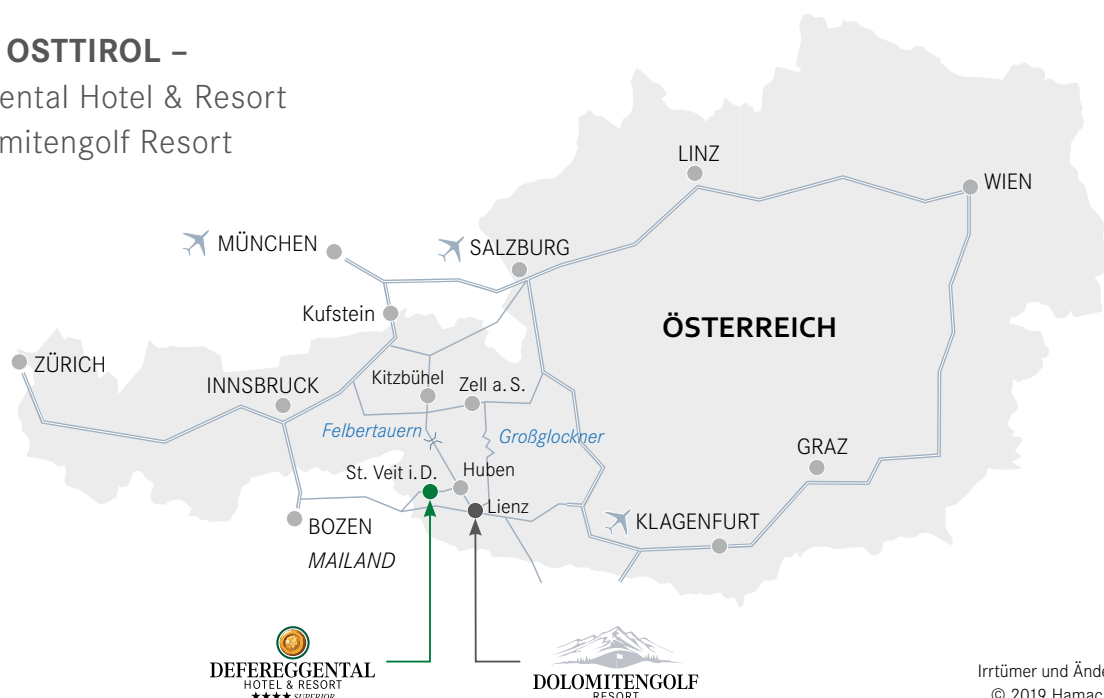 OSTTIROL –
ental Hotel & Resort
mitengolf Resort
LINZ
WIEN
MÜNCHEN
SALZBURG
Kufstein
ÖSTERREICH
ZÜRICH
INNSBRUCK
Kitzbühel
Zell a. S.
Felbertauern
Großglockner
GRAZ
St. Veit i. D.
Huben
Lienz
BOZEN
KLAGENFURT
MAILAND
DEFEREGGENTAL
HOTEL & RESORT
★★★★ SUPERIOR
DOLOMITENGOLF
RESORT
Irrtümer und Ände
© 2019 Hamac